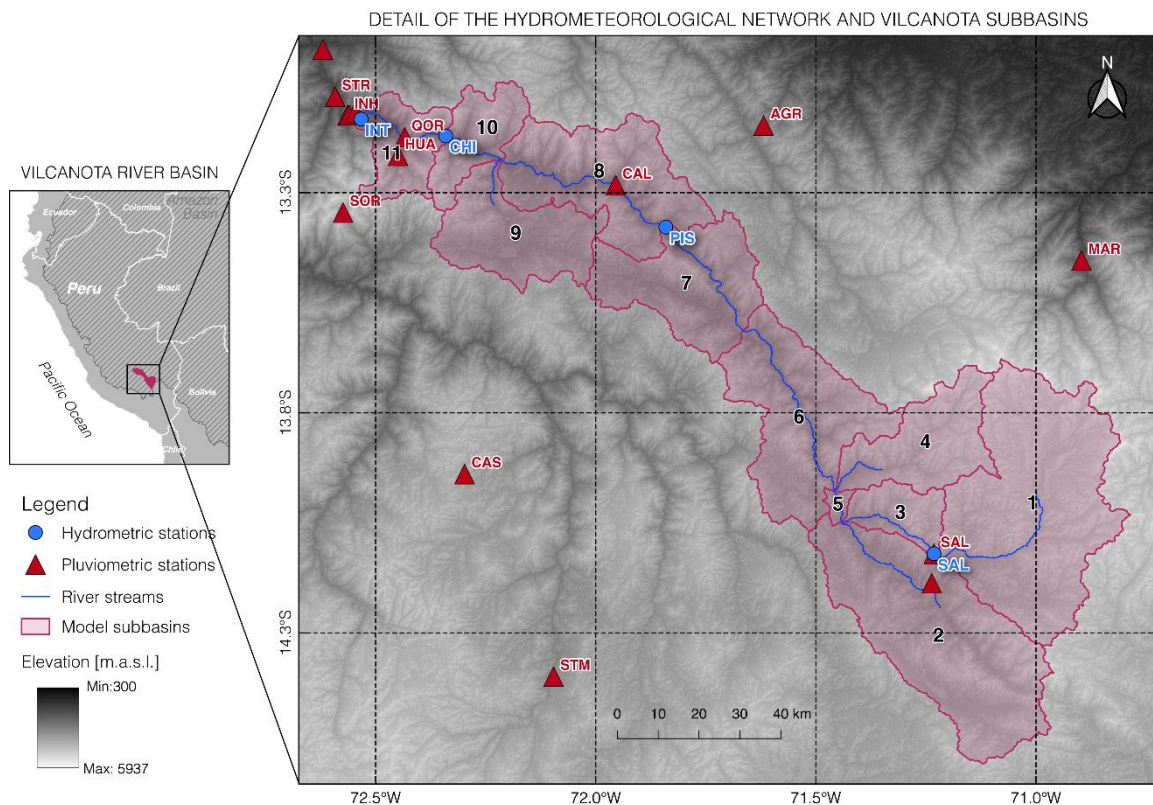 DETAIL OF THE HYDROMETEOROLOGICAL NETWORK AND VILCANOTA SUBBASINS
VILCANOTA RIVER BASIN
Ecuador
Colombia
Amazon
Basin
Peru
Brazil
Bolivia
Pacific Ocean
Chile
Legend
Hydrometric stations
Pluviometric stations
River streams
Model subbasins
Elevation [m.a.s.l.]
Min:300
Max: 5937
N
STR
INH
INT
QOR
HUA
11
CHI
10
AGR
8
CAL
SOR
9
PIS
MAR
7
6
4
CAS
5
3
1
SAL
SAL
2
STM
0 10 20 30 40 km
13.3°S
13.8°S
14.3°S
72.5°W
72.0°W
71.5°W
71.0°W